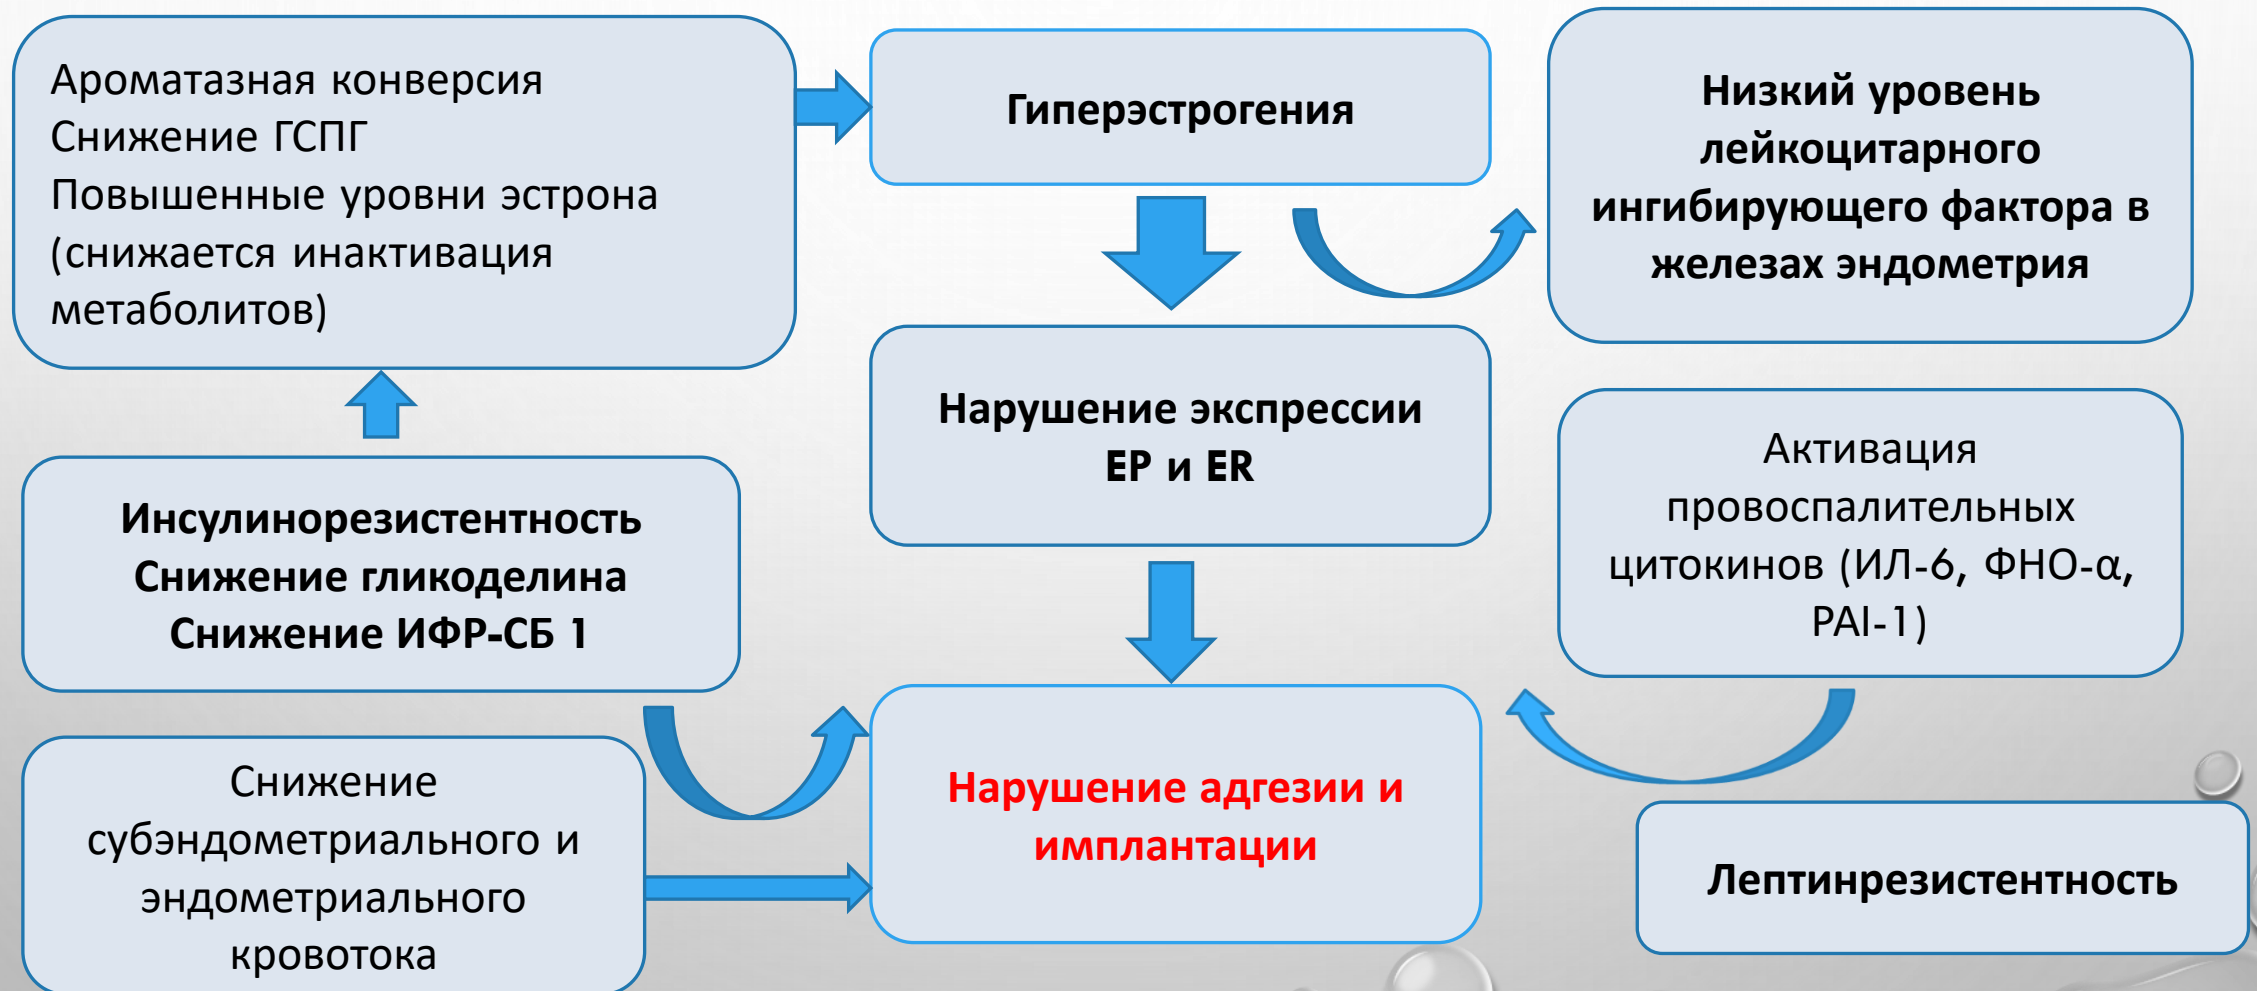 Ароматазная конверсия
Снижение ГСПГ
Повышенные уровни эстрона
(снижается инактивация
метаболитов)
Гиперэстрогения
Низкий уровень
лейкоцитарного
ингибирующего фактора в
железах эндометрия
Инсулинорезистентность
Снижение гликоделина
Снижение ИФР-СБ 1
Нарушение экспрессии
EP и ER
Активация
провоспалительных
цитокинов (ИЛ-6, ФНО-α,
PAI-1)
Снижение
субэндометриального и
эндометриального
кровотока
Нарушение адгезии и
имплантации
Лептинрезистентность